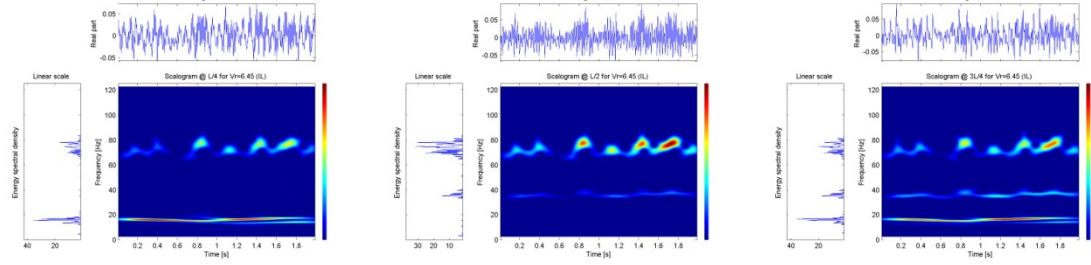 0.05
0
-0.05
Real part
Linear scale
Scalogram @ L/4 for Vr=6.45 (IL)
Energy spectral density
Frequency [Hz]
120
100
80
60
40
20
0
40 20
0.2 0.4 0.6 0.8 1 1.2 1.4 1.6 1.8
Time [s]
0.05
0
-0.05
Real part
Linear scale
Scalogram @ L/2 for Vr=6.45 (IL)
Energy spectral density
Frequency [Hz]
120
100
80
60
40
20
0
30 20 10
0.2 0.4 0.6 0.8 1 1.2 1.4 1.6 1.8
Time [s]
0.05
0
-0.05
Real part
Linear scale
Scalogram @ 3L/4 for Vr=6.45 (IL)
Energy spectral density
Frequency [Hz]
120
100
80
60
40
20
0
40 20
0.2 0.4 0.6 0.8 1 1.2 1.4 1.6 1.8
Time [s]